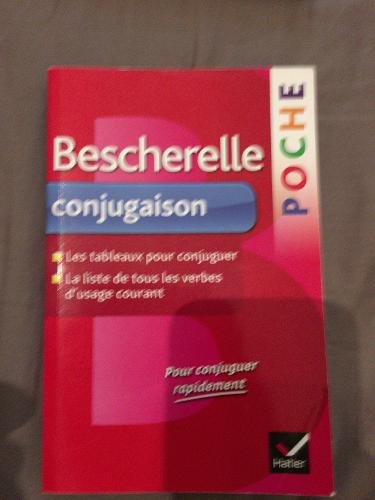 POCHE
Bescherelle
conjugaison
Les tableaux pour conjuguer
La liste de tous les verbes
d'usage courant
Pour conjuguer
rapidement
Hatier